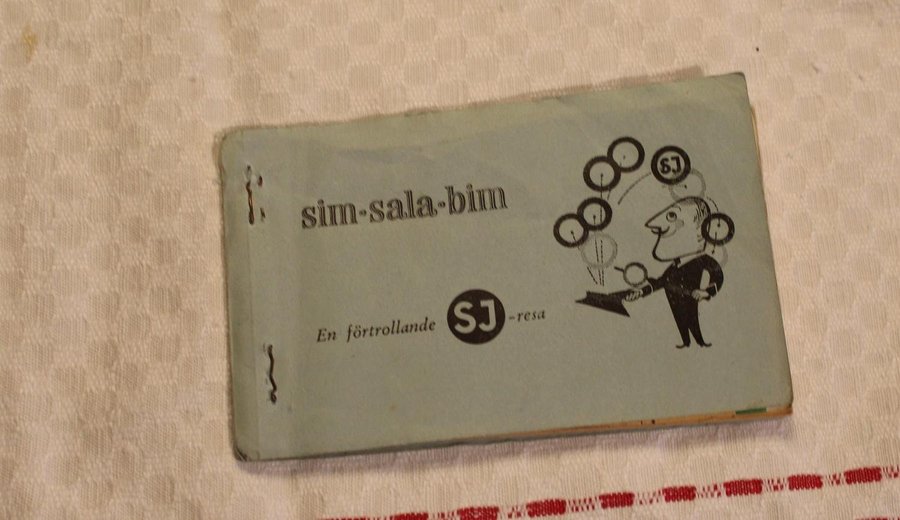 sim-sala-bim
SJ
En förtrollande SJ -resa